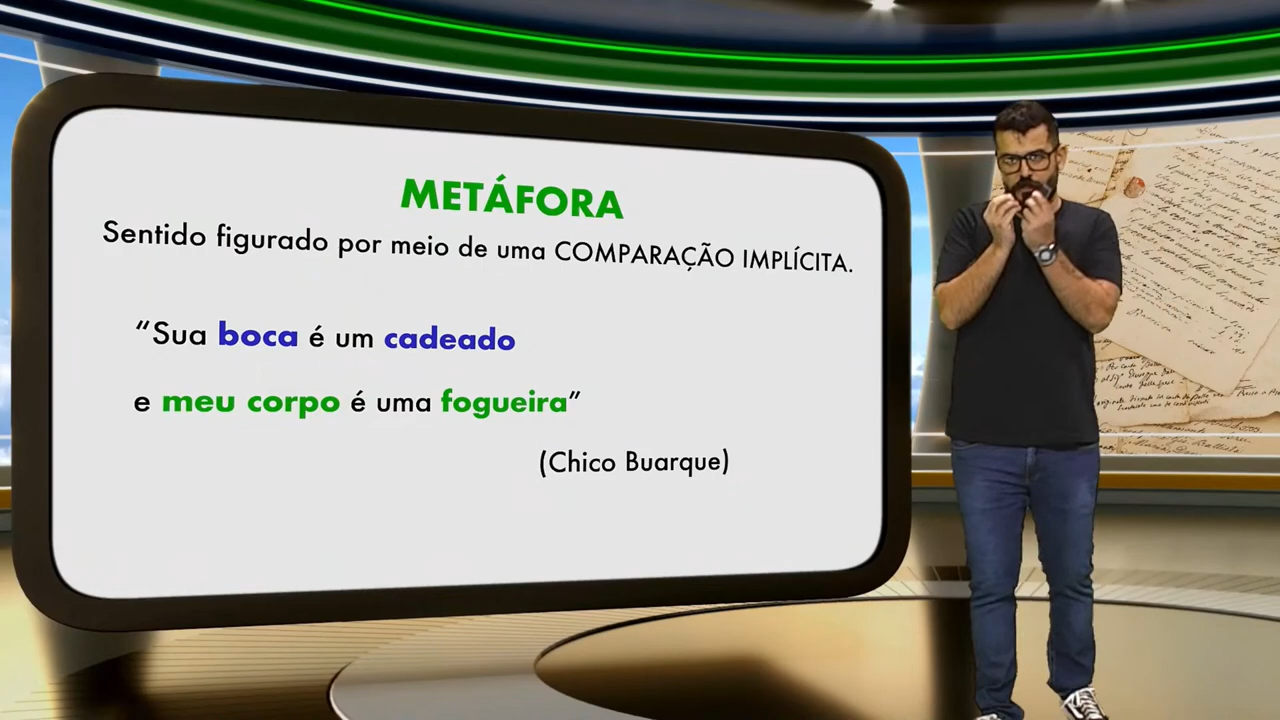 METÁFORA
Sentido figurado por meio de uma COMPARAÇÃO IMPLÍCITA.
“Sua boca é um cadeado
e meu corpo é uma fogueira”
(Chico Buarque)